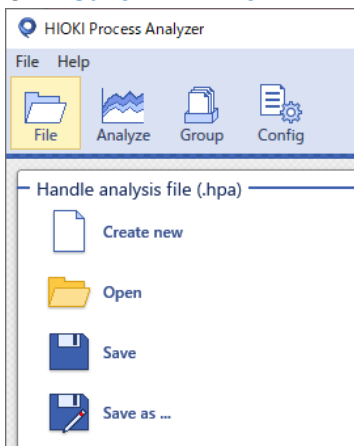 HIOKI Process Analyzer
File Help
File Analyze Group Config
Handle analysis file (.hpa)
Create new
Open
Save
Save as ...